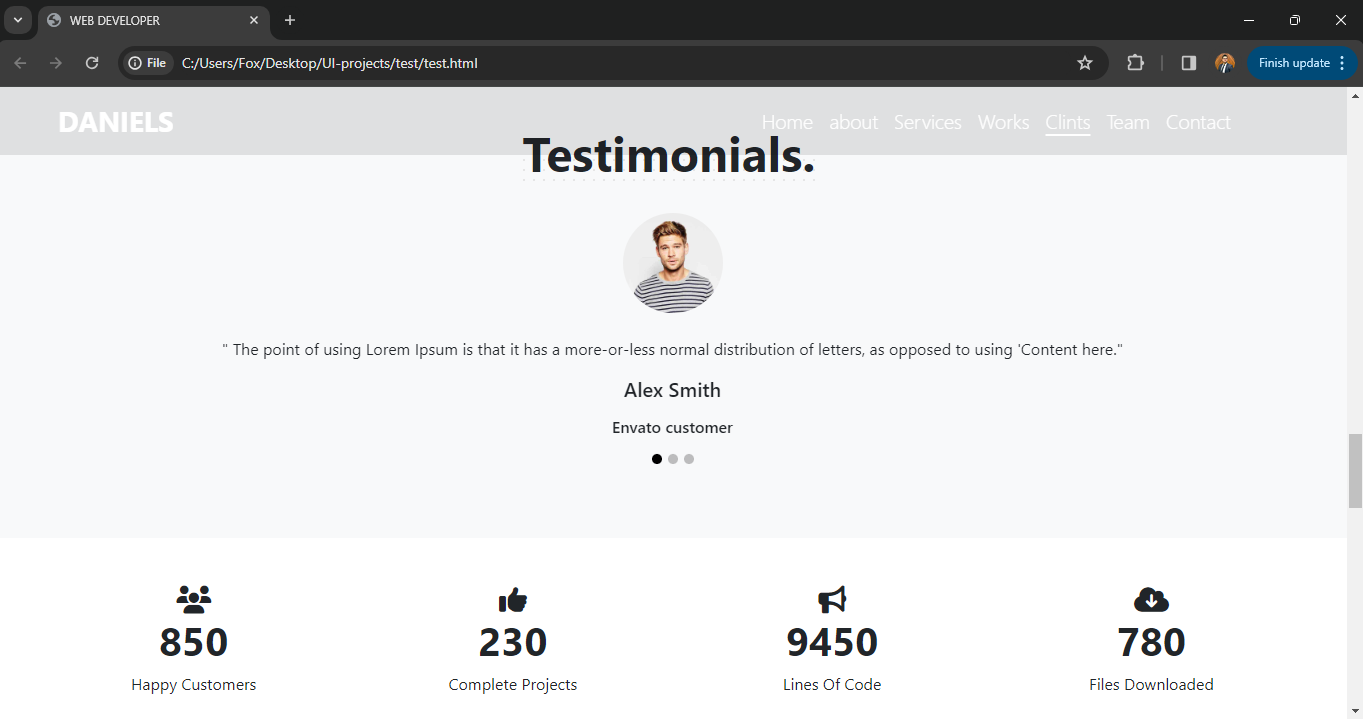 WEB DEVELOPER
File C:/Users/Fox/Desktop/UI-projects/test/test.html Finish update
DANIELS Home about Services Works Clints Team Contact
Testimonials.
" The point of using Lorem Ipsum is that it has a more-or-less normal distribution of letters, as opposed to using 'Content here."
Alex Smith
Envato customer
850 230 9450 780
Happy Customers Complete Projects Lines Of Code Files Downloaded